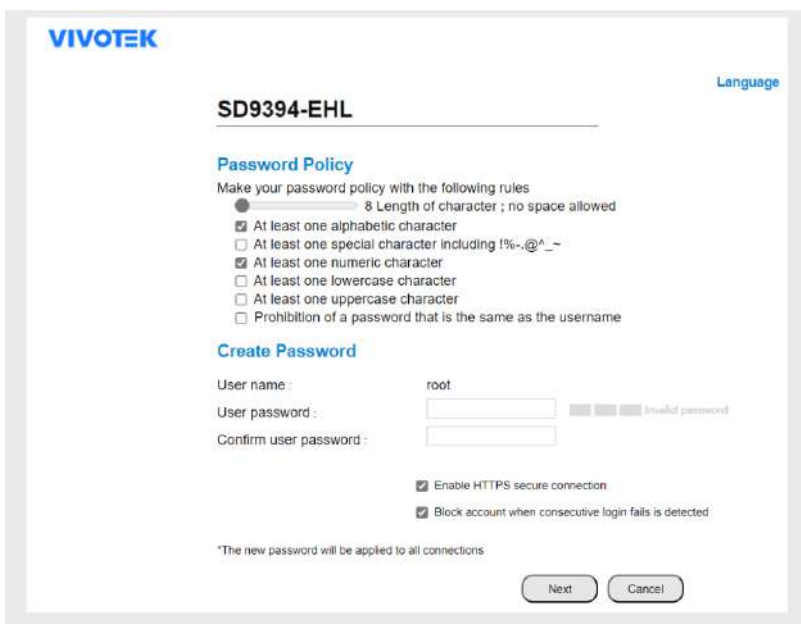 VIVOTEK
Language
SD9394-EHL
Password Policy
Make your password policy with the following rules
8 Length of character ; no space allowed
At least one alphabetic character
At least one special character including !%-.@^_~
At least one numeric character
At least one lowercase character
At least one uppercase character
Prohibition of a password that is the same as the username
Create Password
User name : root
User password : Invalid password
Confirm user password :
Enable HTTPS secure connection
Block account when consecutive login fails is detected
*The new password will be applied to all connections
Next Cancel